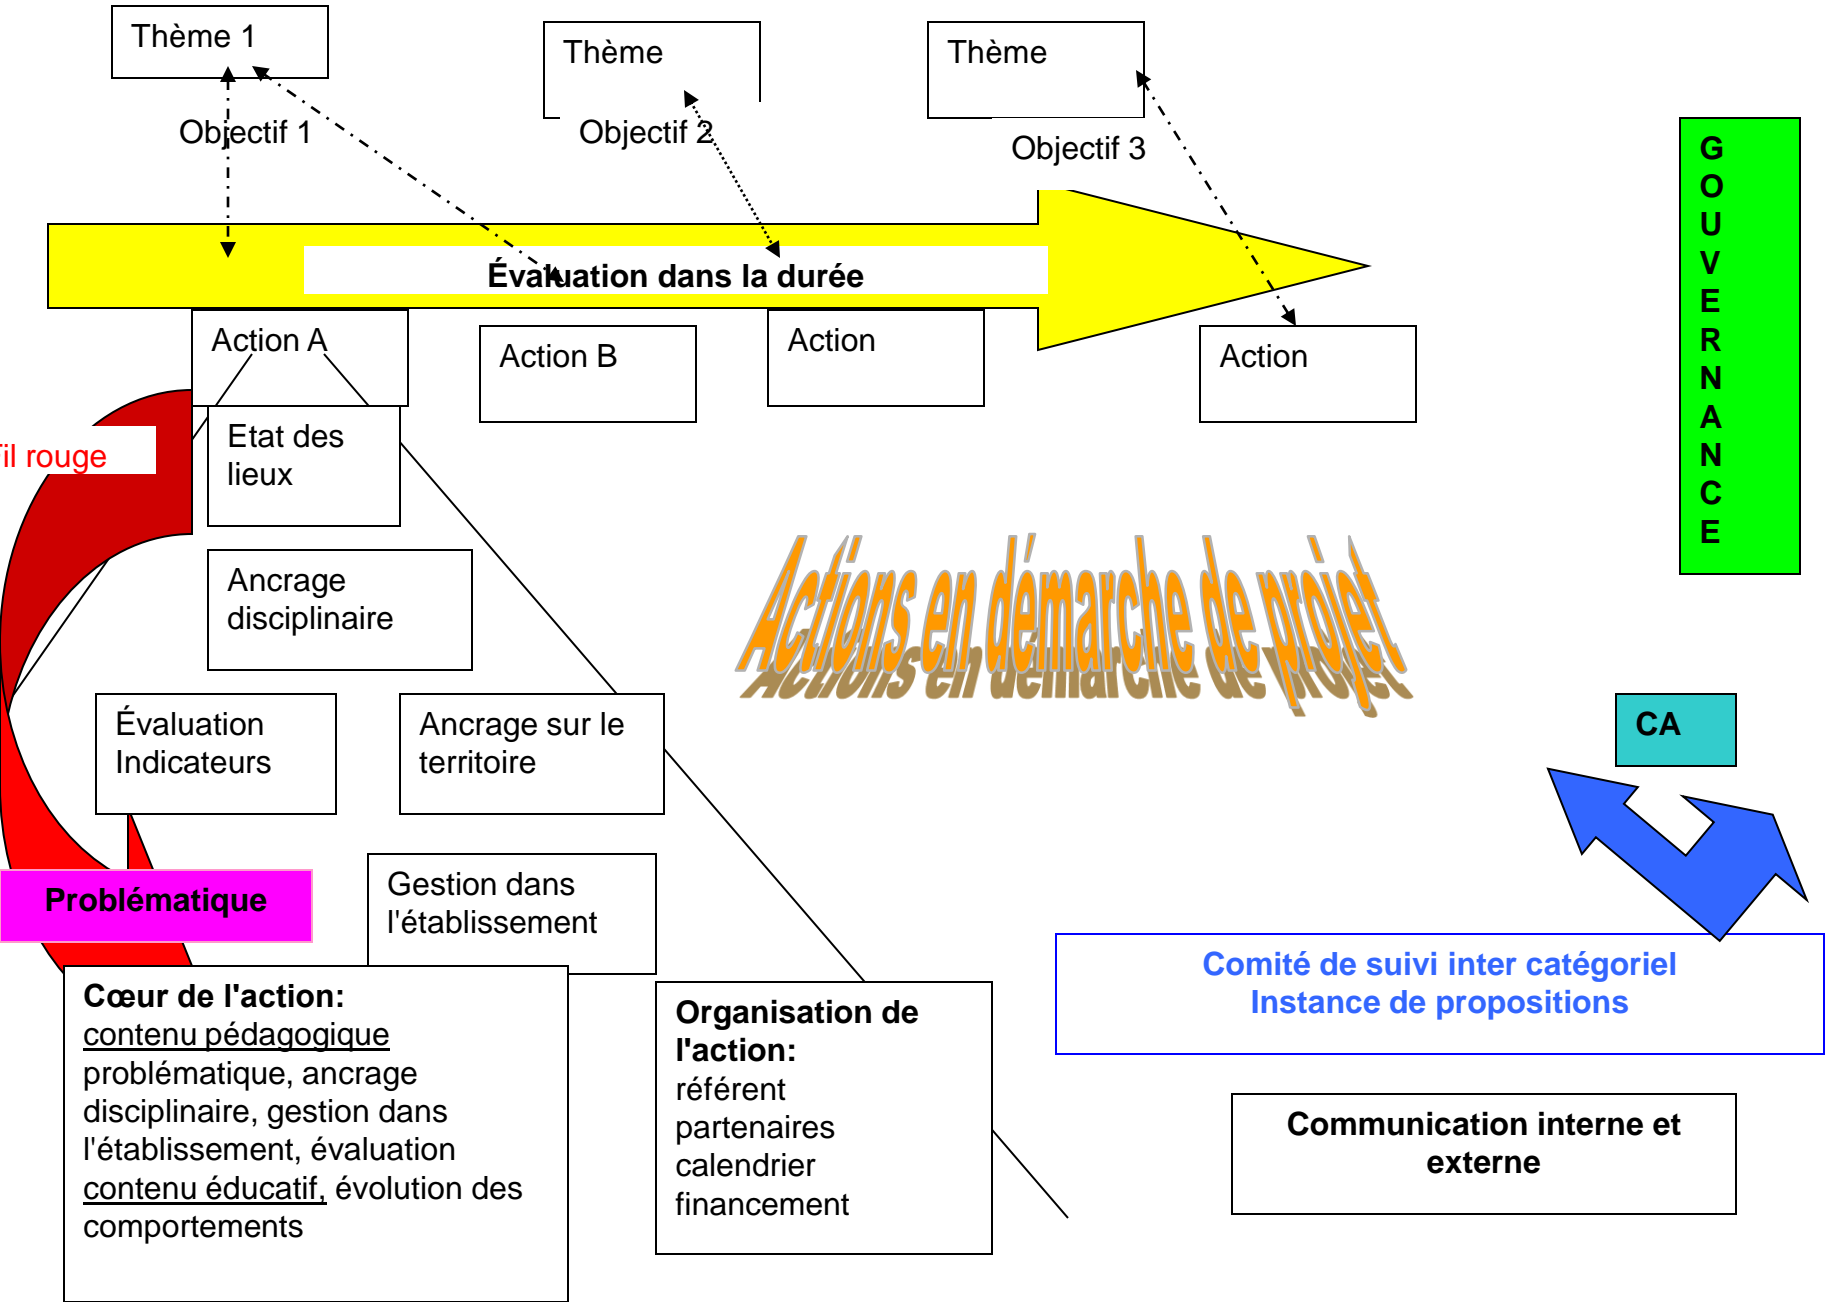 Thème 1
Thème
Thème
Objectif 1
Objectif 2
Objectif 3
Évaluation dans la durée
Action A
Action B
Action
Action
G
O
U
V
E
R
N
A
N
C
E
il rouge
Etat des
lieux
Ancrage
disciplinaire
Actions en démarche de projet
Évaluation
Indicateurs
Ancrage sur le
territoire
CA
Problématique
Gestion dans
l'établissement
Cœur de l'action:
contenu pédagogique
problématique, ancrage
disciplinaire, gestion dans
l'établissement, évaluation
contenu éducatif, évolution des
comportements
Organisation de
l'action:
référent
partenaires
calendrier
financement
Comité de suivi inter catégoriel
Instance de propositions
Communication interne et
externe